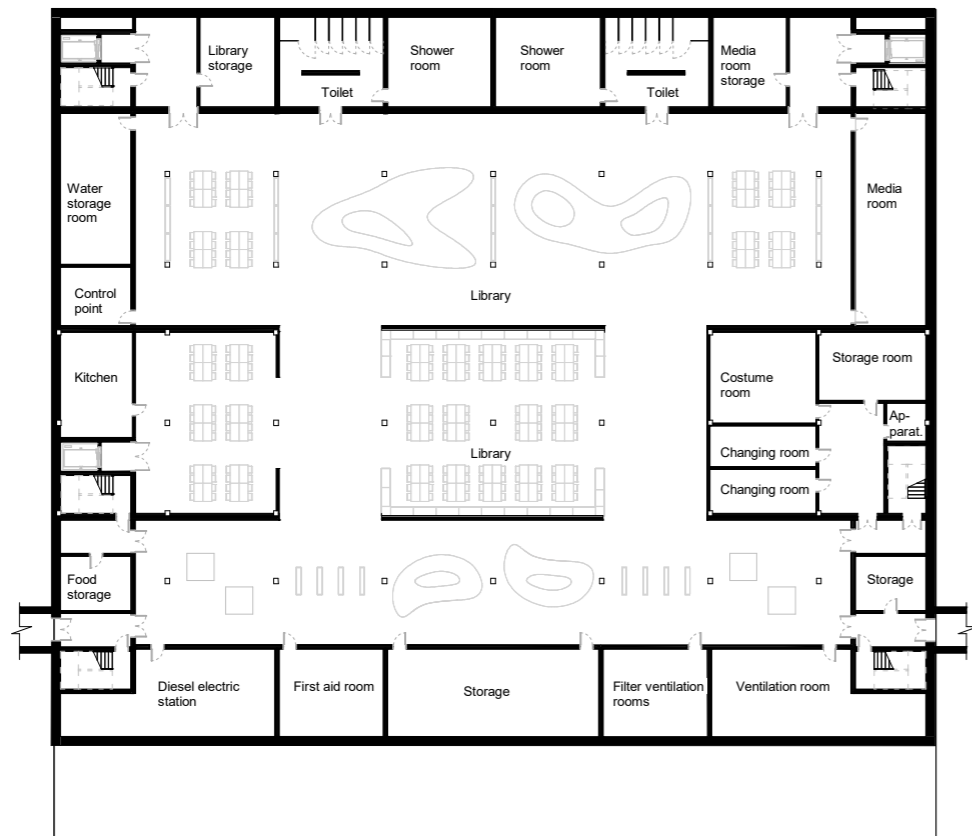 Library
storage
Toilet
Shower
room
Shower
room
Toilet
Media
room
storage
Water
storage
room
Media
room
Control
point
Library
Kitchen
Costume
room
Storage room
Ap-
parat.
Library
Changing room
Changing room
Food
storage
Storage
Diesel electric
station
First aid room
Storage
Filter ventilation
rooms
Ventilation room